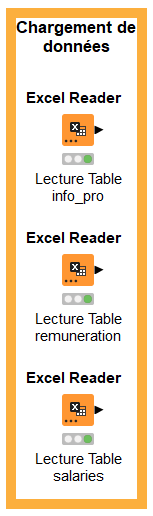 Chargement de
données
Excel Reader
Lecture Table
info_pro
Excel Reader
Lecture Table
remuneration
Excel Reader
Lecture Table
salaries